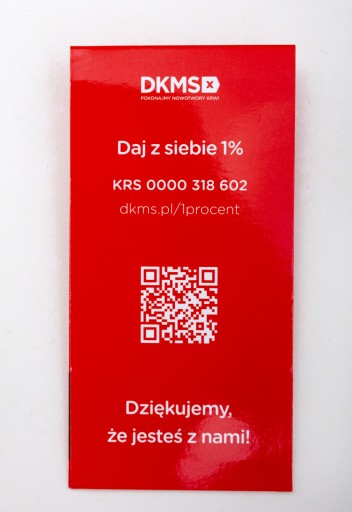 DKMS
POKONAJMY NOWOTWORY KRWI
Daj z siebie 1%
KRS 0000 318 602
dkms.pl/1procent
Dziękujemy,
że jesteś z nami!